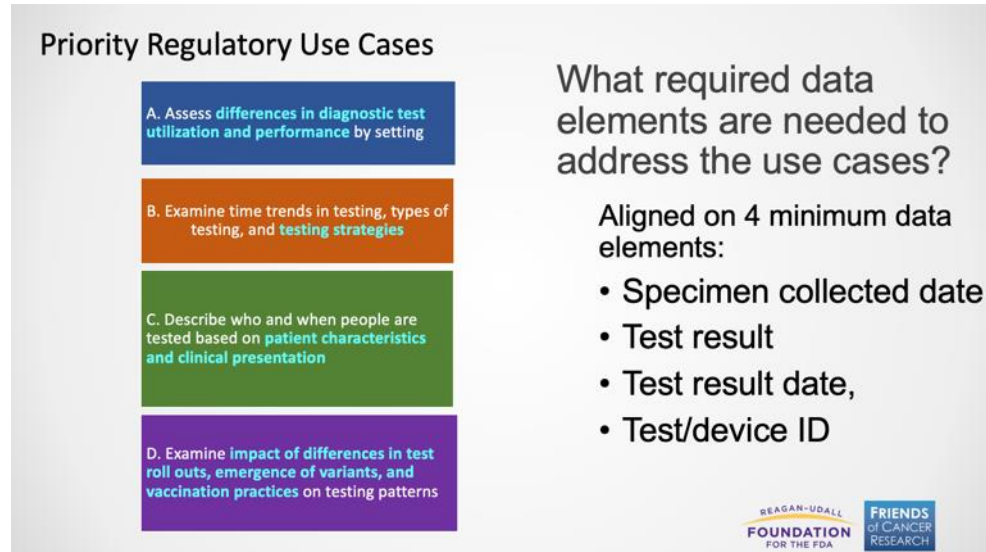 Priority Regulatory Use Cases
A. Assess differences in diagnostic test
utilization and performance by setting
B. Examine time trends in testing, types of
testing, and testing strategies
C. Describe who and when people are
tested based on patient characteristics
and clinical presentation
D. Examine impact of differences in test
roll outs, emergence of variants, and
vaccination practices on testing patterns
What required data
elements are needed to
address the use cases?
Aligned on 4 minimum data
elements:
• Specimen collected date
• Test result
• Test result date,
• Test/device ID
REAGAN-UDALL
FOUNDATION
FOR THE FDA
FRIENDS
of CANCER
RESEARCH